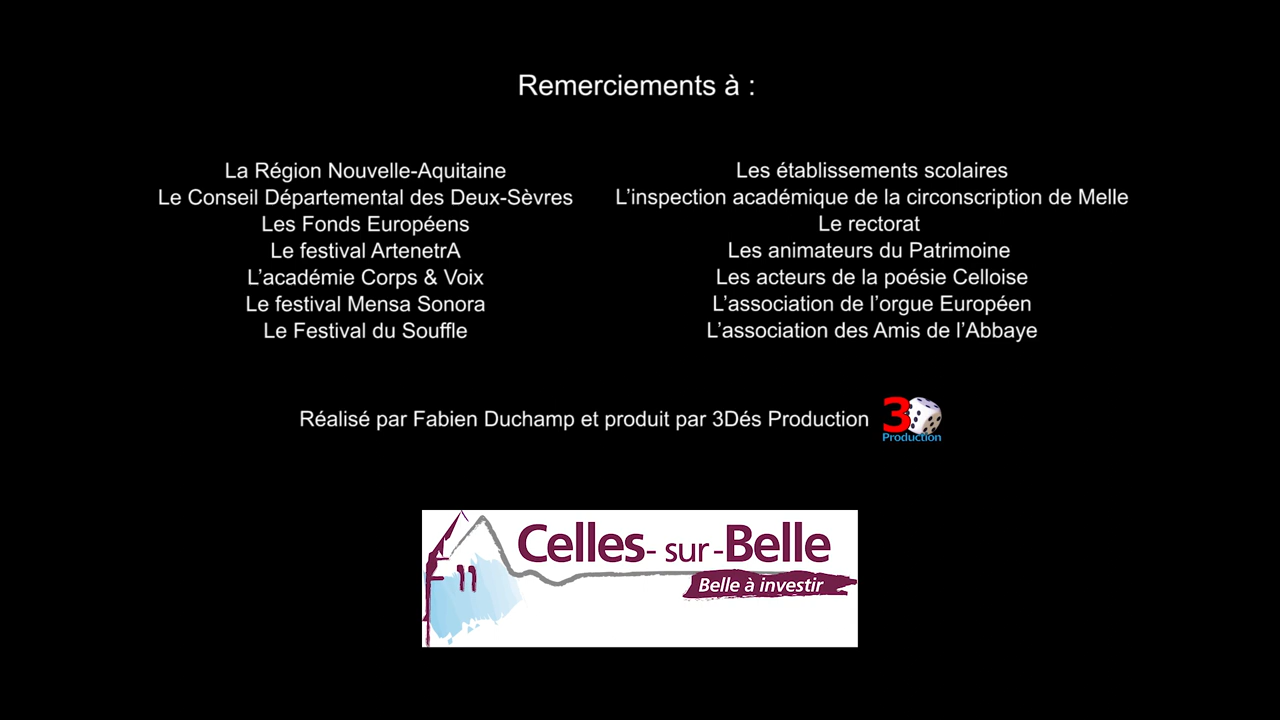 Remerciements à :
La Région Nouvelle-Aquitaine
Le Conseil Départemental des Deux-Sèvres
Les Fonds Européens
Le festival ArtenetrA
L’académie Corps & Voix
Le festival Mensa Sonora
Le Festival du Souffle
Les établissements scolaires
L’inspection académique de la circonscription de Melle
Le rectorat
Les animateurs du Patrimoine
Les acteurs de la poésie Celloise
L’association de l’orgue Européen
L’association des Amis de l’Abbaye
Réalisé par Fabien Duchamp et produit par 3Dés Production
3
Production
Celles-sur-Belle
Belle à investir